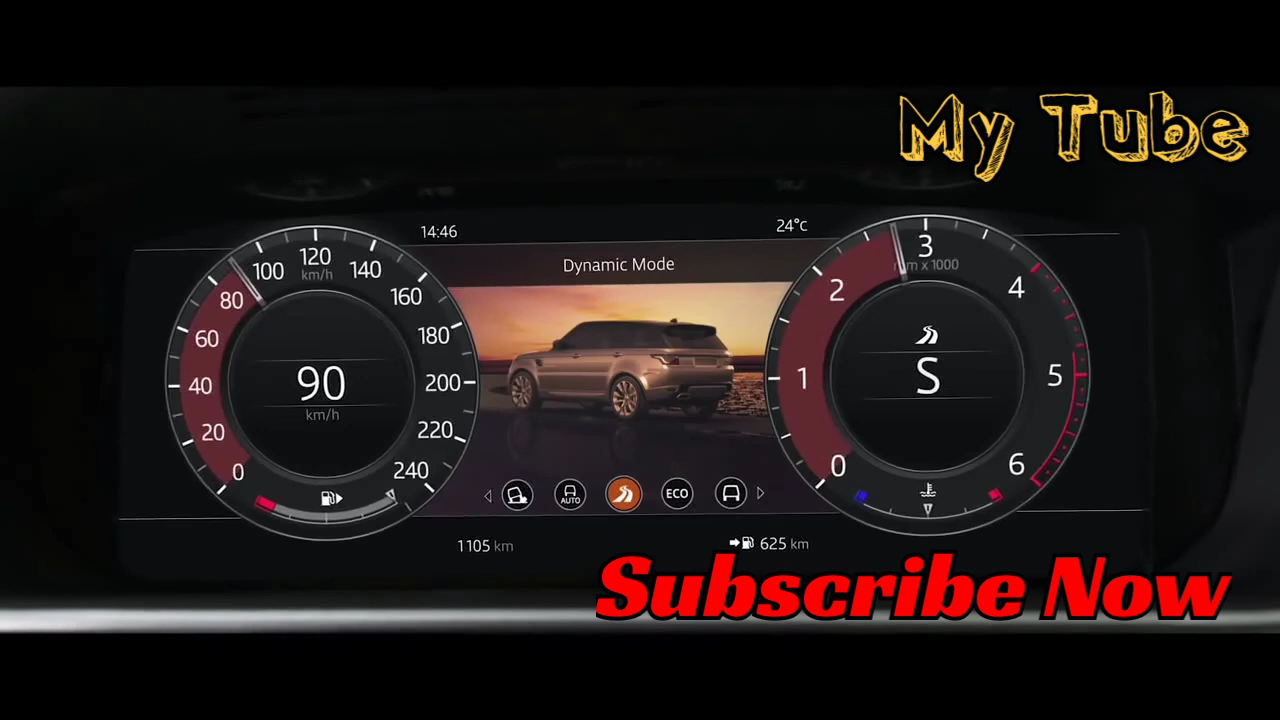 My Tube
14:46
24°C
Dynamic Mode
0
20
40
60
80
100
120
140
160
180
200
220
240
km/h
90
km/h
0
1
2
3
4
5
6
x 1000
S
AUTO
ECO
1105 km
625 km
Subscribe Now